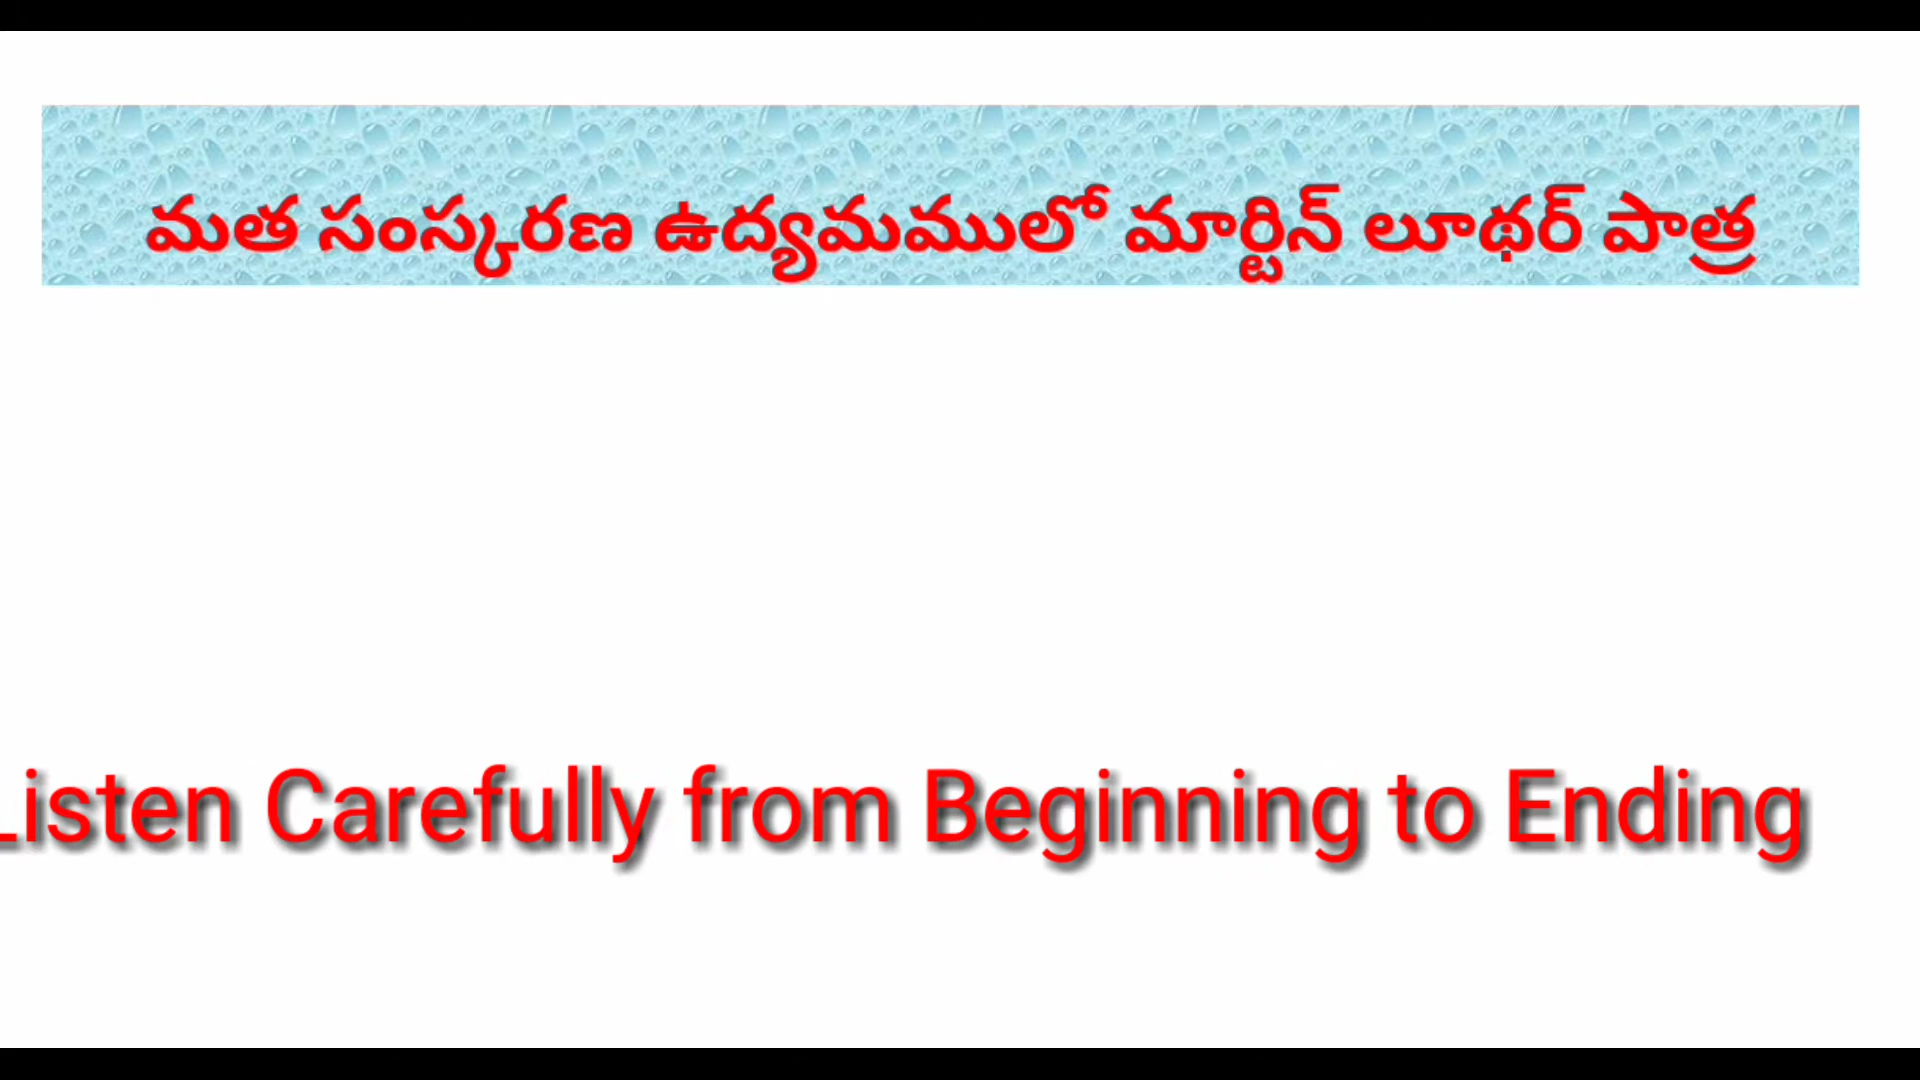 మత సంస్కరణ ఉద్యమములో మార్టిన్ లూథర్ పాత్ర
Listen Carefully from Beginning to Ending